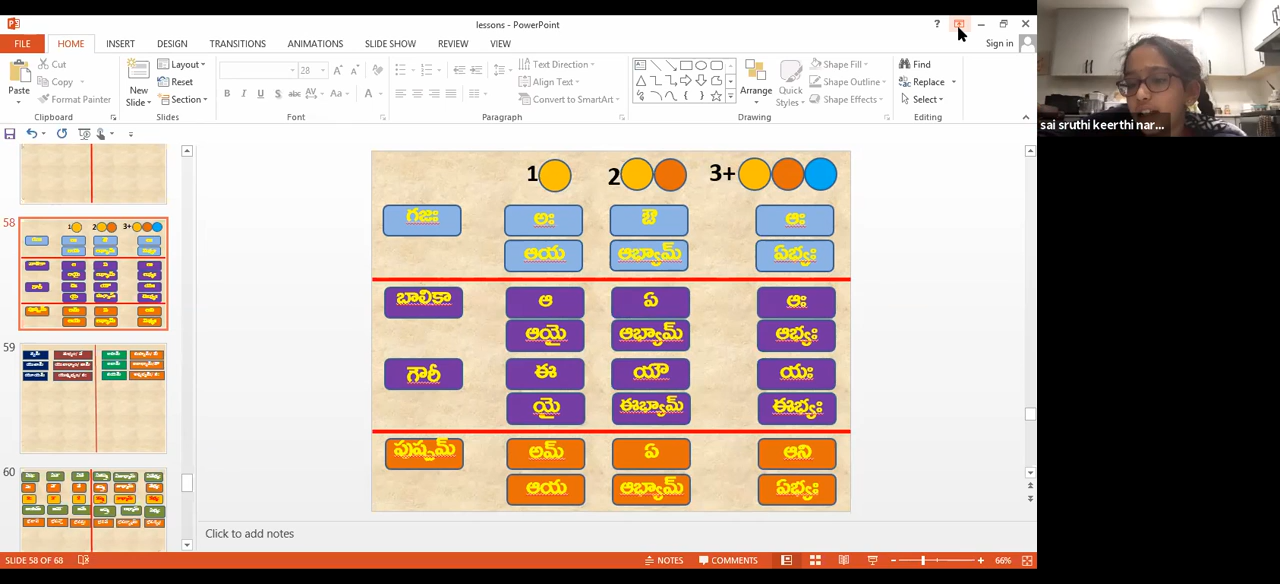 lessons - PowerPoint
Sign in
FILE HOME INSERT DESIGN TRANSITIONS ANIMATIONS SLIDE SHOW REVIEW VIEW
Paste
Cut
Copy
Format Painter
Clipboard
New Slide
Layout
Reset
Section
Slides
28
Font
Text Direction
Align Text
Convert to SmartArt
Paragraph
Arrange
Quick Styles
Shape Fill
Shape Outline
Shape Effects
Drawing
Find
Replace
Select
Editing
sai sruthi keerthi nar...
58
59
60
1 2 3+
గజః అః ఔ ఆః
ఆయ ఆభ్యామ్ ఏభ్యః
బాలికా ఆ ఏ ఆః
ఆయై ఆభ్యామ్ ఆభ్యః
గౌరీ ఈ యౌ యః
యై ఈభ్యామ్ ఈభ్యః
పుష్పమ్ అమ్ ఏ ఆని
ఆయ ఆభ్యామ్ ఏభ్యః
Click to add notes
SLIDE 58 OF 68
NOTES
COMMENTS
66%